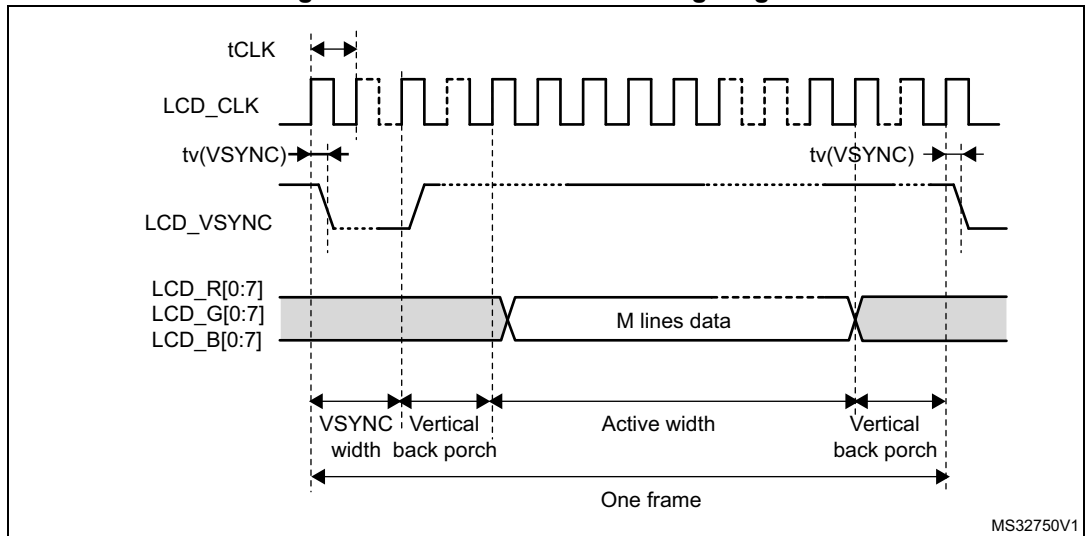 tCLK
LCD_CLK
tv(VSYNC)
tv(VSYNC)
LCD_VSYNC
LCD_R[0:7]
LCD_G[0:7]
LCD_B[0:7]
M lines data
VSYNC width
Vertical back porch
Active width
Vertical back porch
One frame
MS32750V1